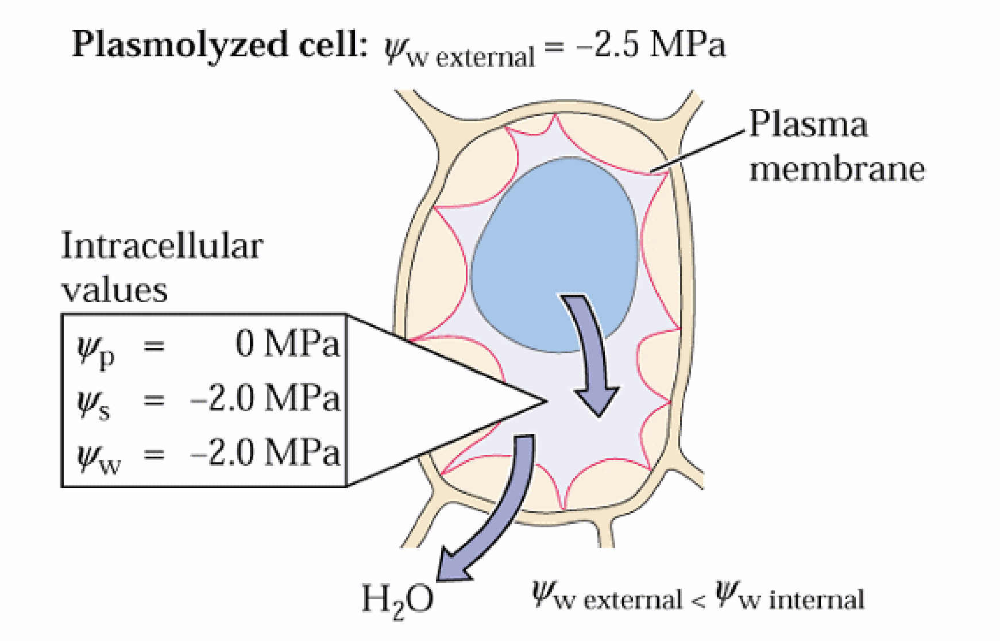 Plasmolyzed cell: ψw external = –2.5 MPa
Plasma
membrane
Intracellular
values
ψp = 0 MPa
ψs = –2.0 MPa
ψw = –2.0 MPa
H2O
ψw external < ψw internal